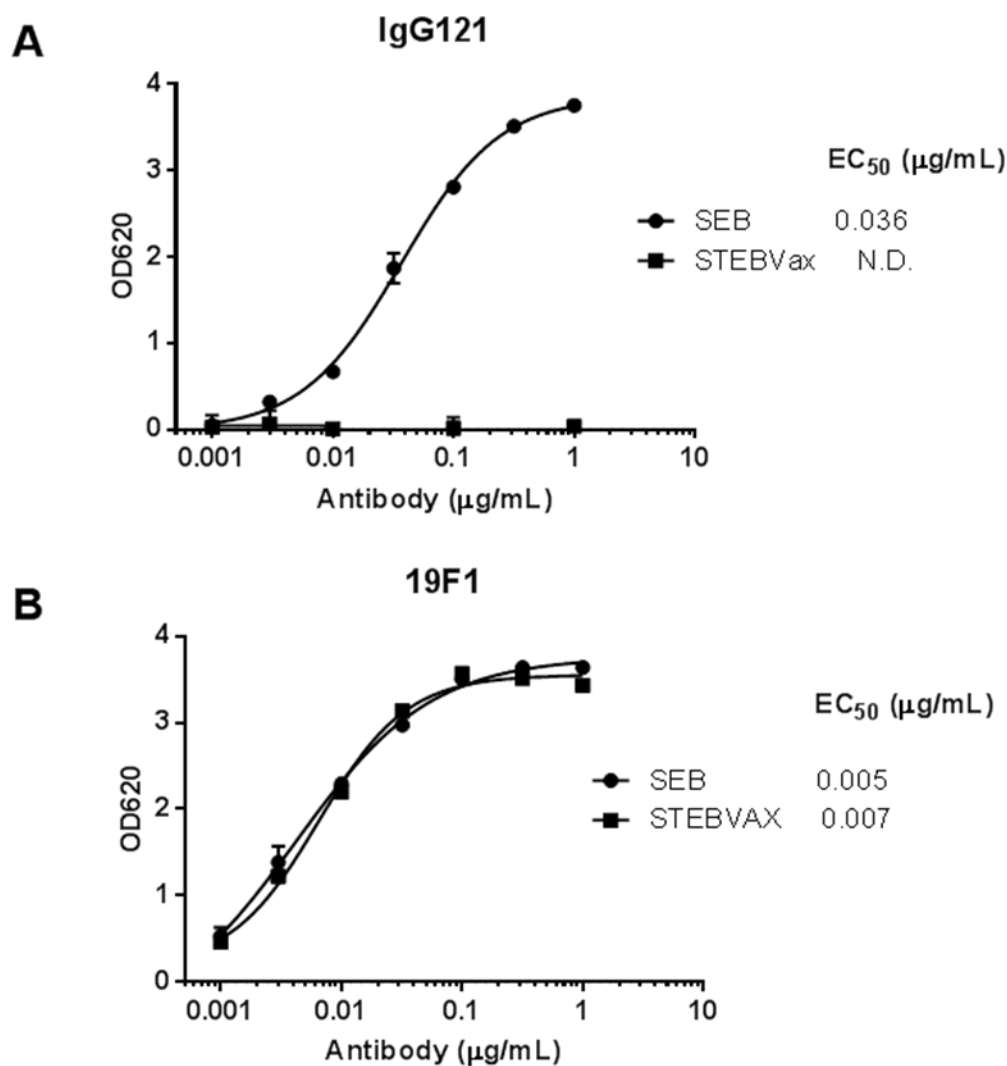 A
IgG121
4
3
2
1
0
OD620
0.001 0.01 0.1 1 10
Antibody (μg/mL)
EC50 (μg/mL)
SEB 0.036
STEBVax N.D.
B
19F1
4
3
2
1
0
OD620
0.001 0.01 0.1 1 10
Antibody (μg/mL)
EC50 (μg/mL)
SEB 0.005
STEBVAX 0.007